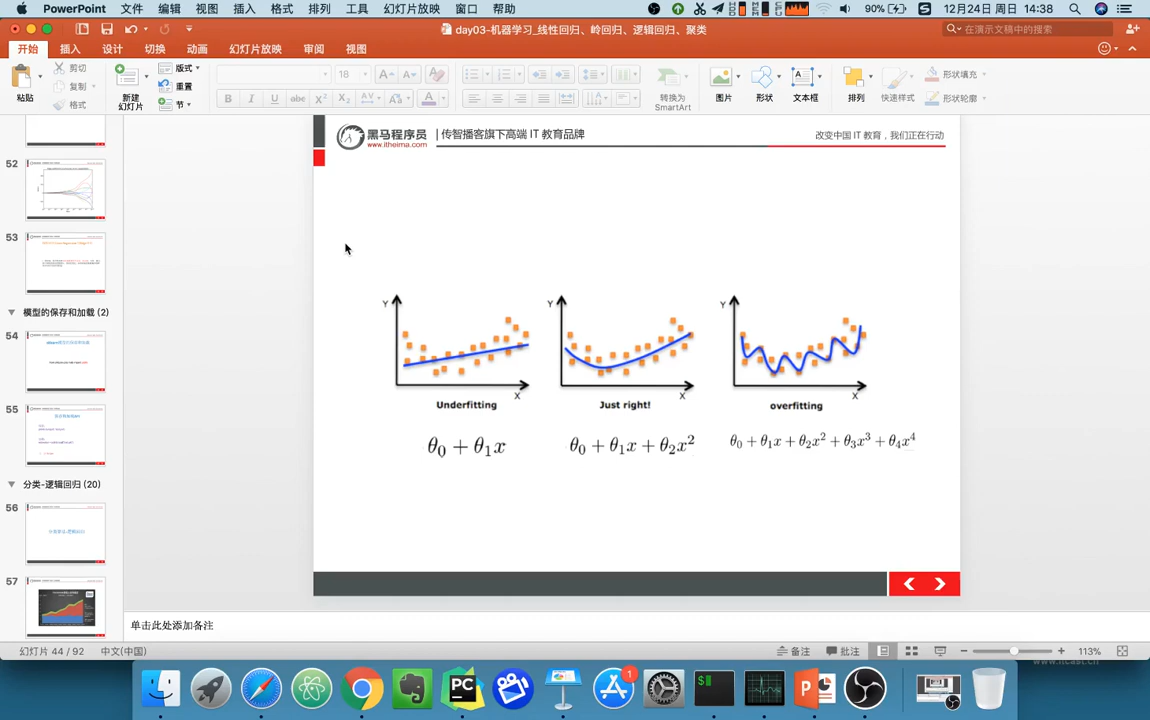 PowerPoint 文件 编辑 视图 插入 格式 排列 工具 幻灯片放映 窗口 帮助 90% 12月24日 周日 14:38
day03-机器学习_线性回归、岭回归、逻辑回归、聚类
在演示文稿中的搜索
开始 插入 设计 切换 动画 幻灯片放映 审阅 视图
粘贴 剪切 复制 格式
新建 幻灯片 版式 重置 节
18
转换为 SmartArt
图片 形状 文本框 排列 快速样式 形状填充 形状轮廓
52
53
模型的保存和加载 (2)
54
55
分类-逻辑回归 (20)
56
57
黑马程序员 | 传智播客旗下高端 IT 教育品牌
www.itheima.com
改变中国 IT 教育，我们正在行动
Y X Y X Y X
Underfitting Just right! overfitting
θ₀ + θ₁x
θ₀ + θ₁x + θ₂x²
θ₀ + θ₁x + θ₂x² + θ₃x³ + θ₄x⁴
单击此处添加备注
幻灯片 44 / 92 中文(中国) 备注 批注 113%
PC
1